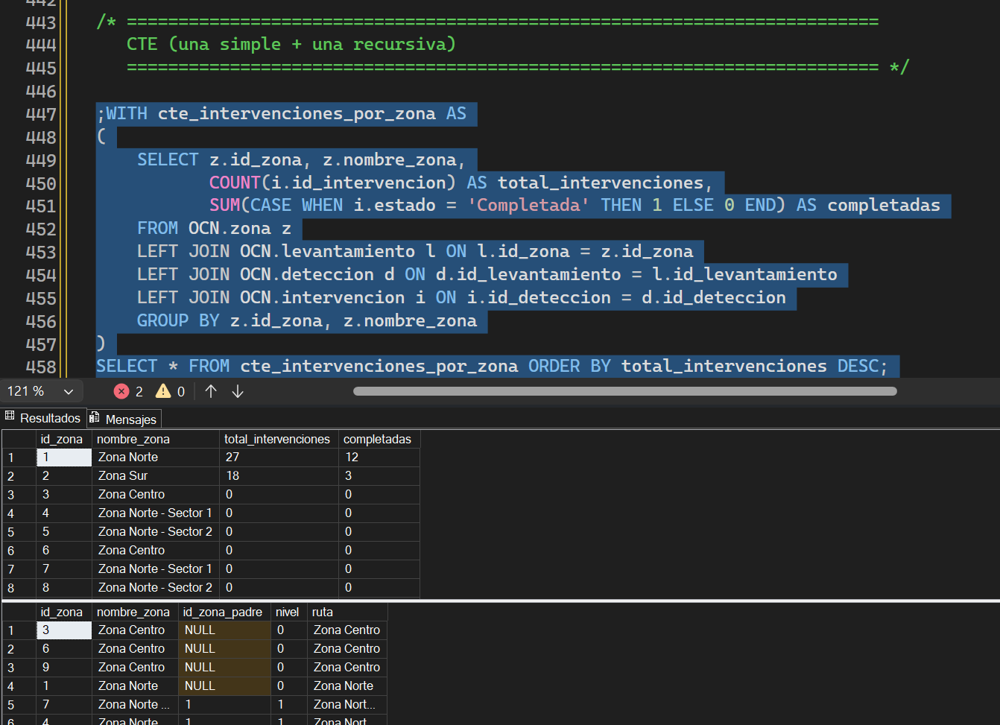 442
443 /* =========================================================================
444 CTE (una simple + una recursiva)
445 ========================================================================= */
446
447 ;WITH cte_intervenciones_por_zona AS
448 (
449 SELECT z.id_zona, z.nombre_zona,
450 COUNT(i.id_intervencion) AS total_intervenciones,
451 SUM(CASE WHEN i.estado = 'Completada' THEN 1 ELSE 0 END) AS completadas
452 FROM OCN.zona z
453 LEFT JOIN OCN.levantamiento l ON l.id_zona = z.id_zona
454 LEFT JOIN OCN.deteccion d ON d.id_levantamiento = l.id_levantamiento
455 LEFT JOIN OCN.intervencion i ON i.id_deteccion = d.id_deteccion
456 GROUP BY z.id_zona, z.nombre_zona
457 )
458 SELECT * FROM cte_intervenciones_por_zona ORDER BY total_intervenciones DESC;
121 % 2 0
Resultados Mensajes
id_zona nombre_zona total_intervenciones completadas
1 1 Zona Norte 27 12
2 2 Zona Sur 18 3
3 3 Zona Centro 0 0
4 4 Zona Norte - Sector 1 0 0
5 5 Zona Norte - Sector 2 0 0
6 6 Zona Centro 0 0
7 7 Zona Norte - Sector 1 0 0
8 8 Zona Norte - Sector 2 0 0
id_zona nombre_zona id_zona_padre nivel ruta
1 3 Zona Centro NULL 0 Zona Centro
2 6 Zona Centro NULL 0 Zona Centro
3 9 Zona Centro NULL 0 Zona Centro
4 1 Zona Norte NULL 0 Zona Norte
5 7 Zona Norte ... 1 1 Zona Nort...
6 4 Zona Norte 1 1 Zona Nort